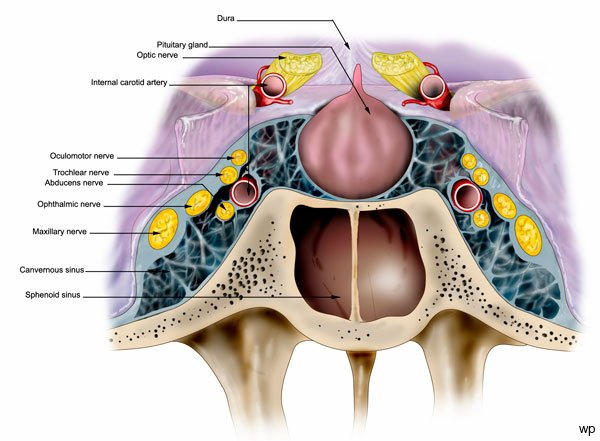 Dura
Pituitary gland
Optic nerve
Internal carotid artery
Oculomotor nerve
Trochlear nerve
Abducens nerve
Ophthalmic nerve
Maxillary nerve
Canvernous sinus
Sphenoid sinus
wp